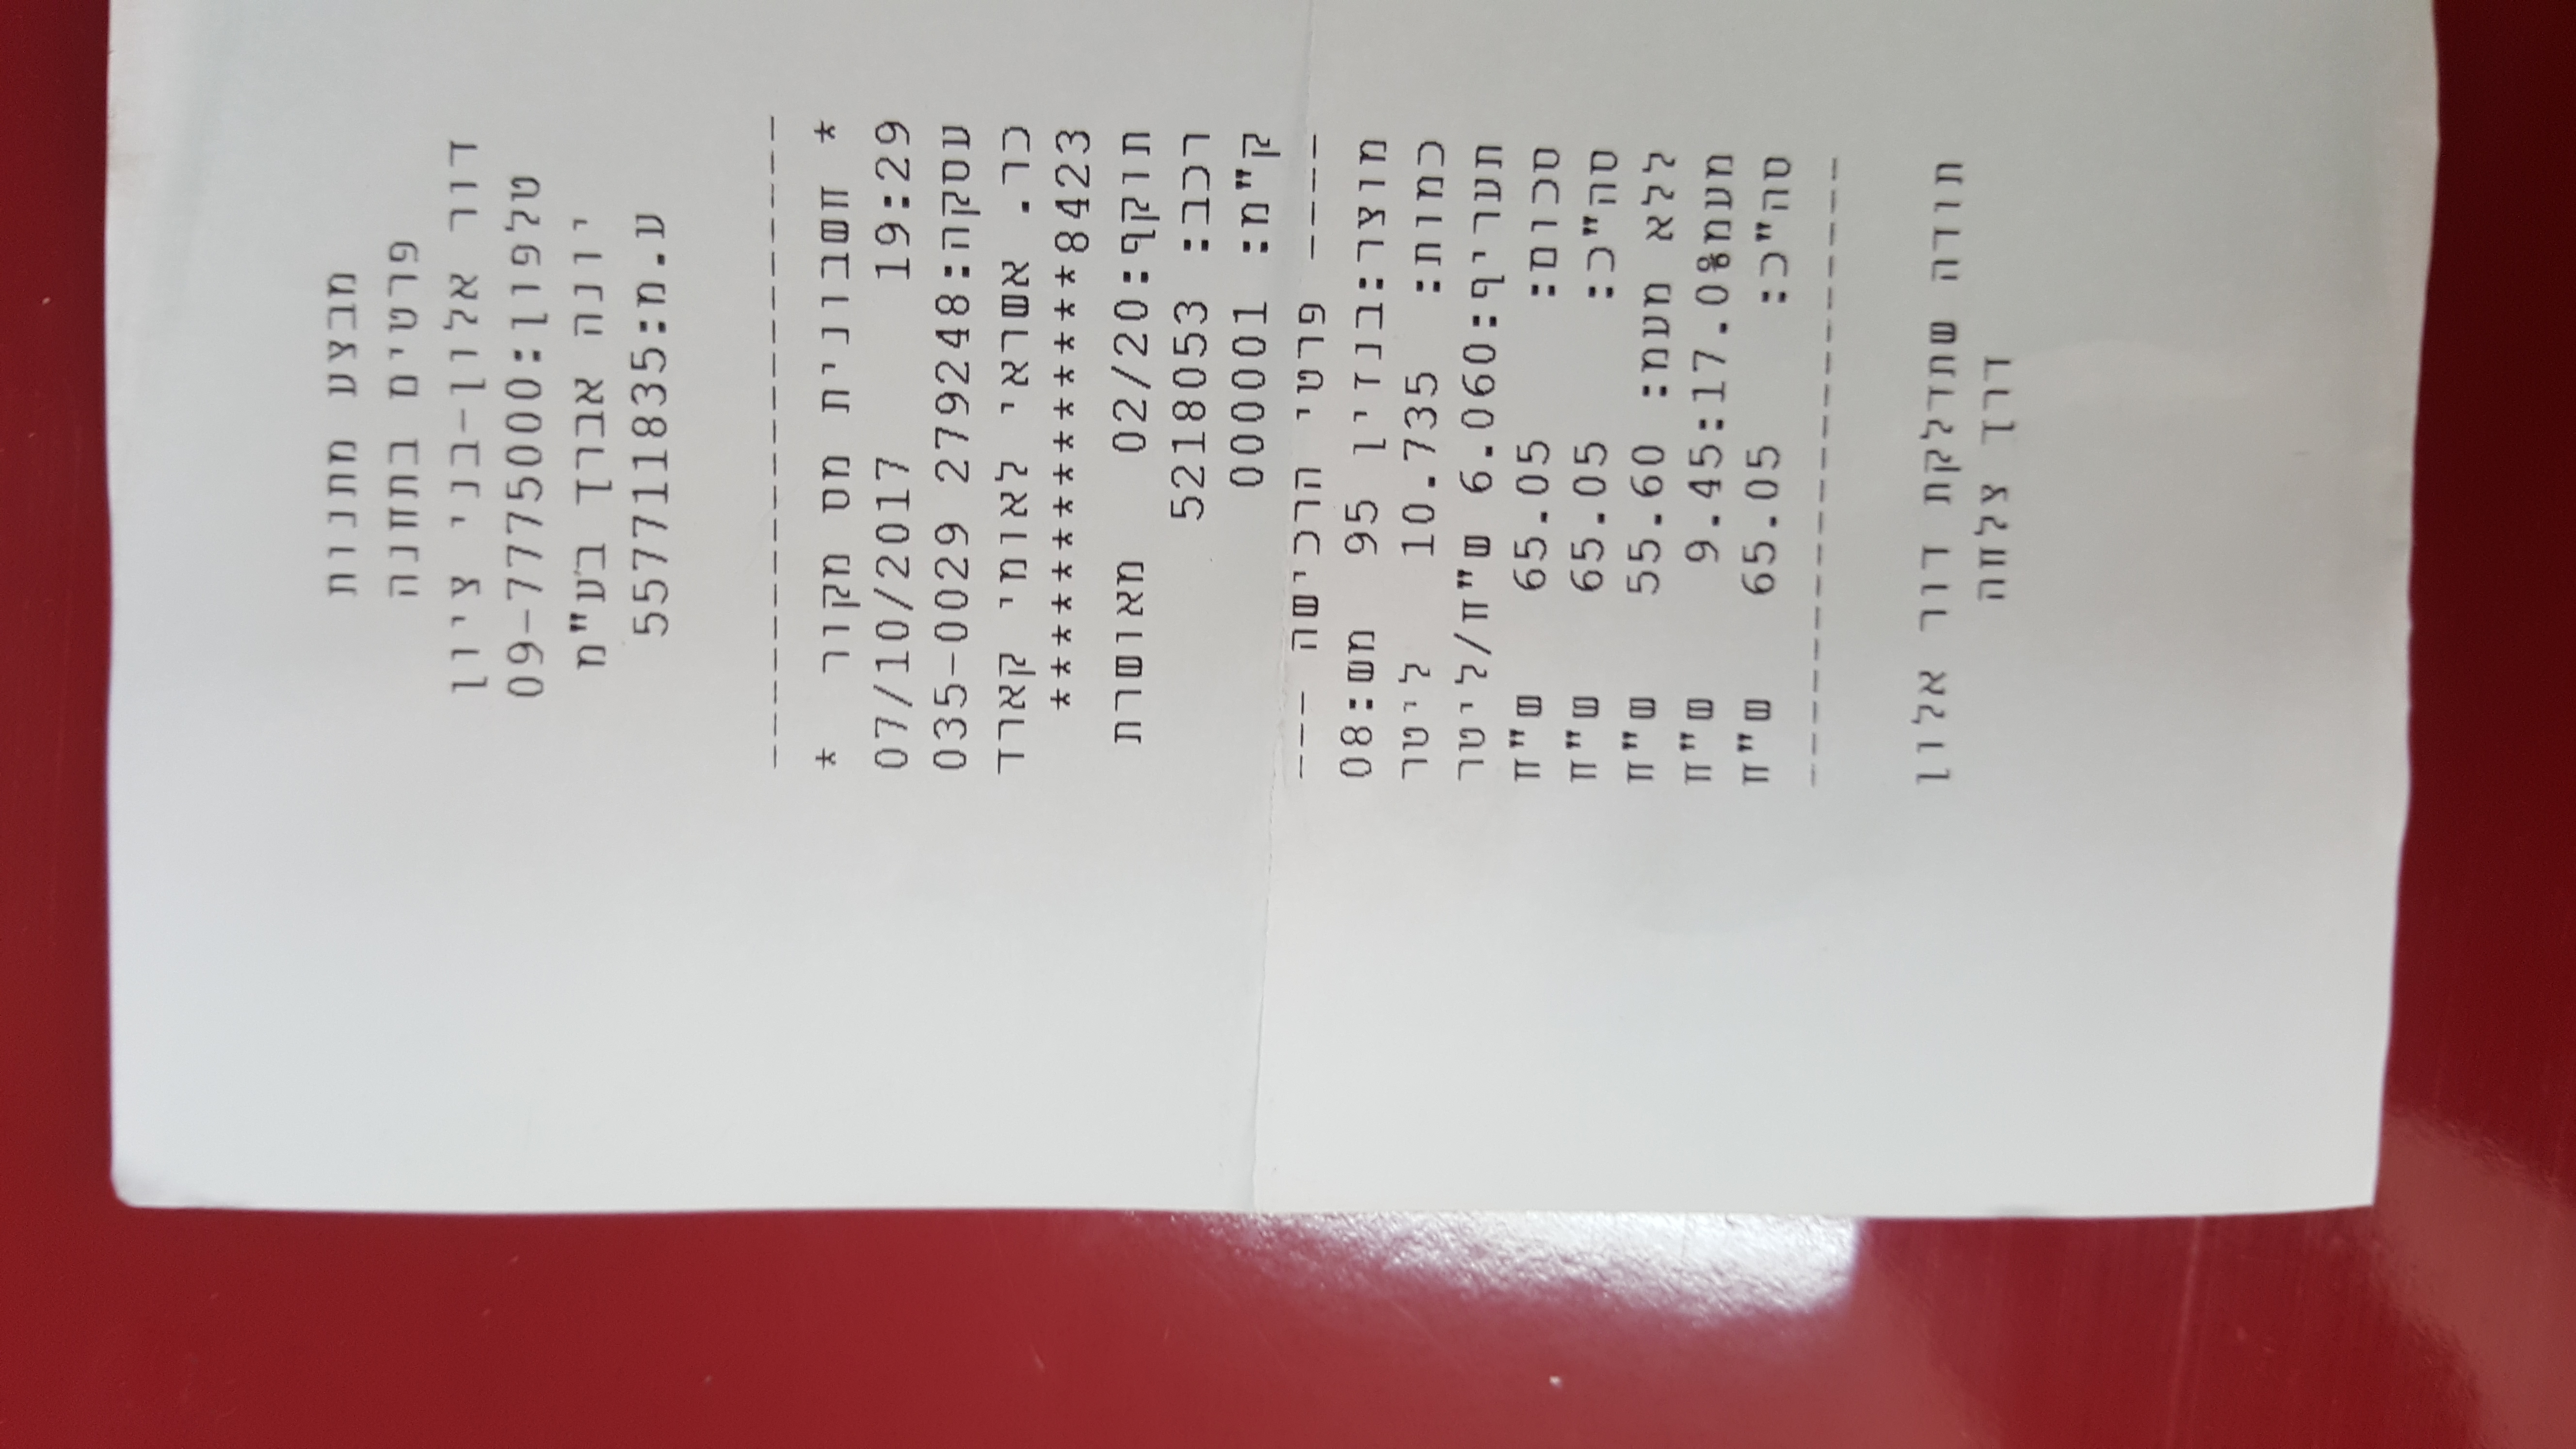 מבצע מתנות
פרטים בתחנה
דור אלון-בני ציון
טלפון:09-7775000
יונה אברך בע"מ
ע.מ:557711835
--------------------
* חשבונית מס מקור *
19:29 07/10/2017
עסקה:279248 035-0029
כר. אשראי לאומי קארד
**************8423
תוקף:02/20 מאושרת
רכב: 5218053
ק"מ: 000001
---- פרטי הרכישה ---
מוצר:בנזין 95 מש:08
כמות: 10.735 ליטר
תעריף:6.060 ש"ח/ליטר
סכום: 65.05 ש"ח
סה"כ: 65.05 ש"ח
ללא מעמ: 55.60 ש"ח
מעמ17.0%:9.45 ש"ח
סה"כ: 65.05 ש"ח
--------------------
תודה שתדלקת דור אלון
דרך צלחה